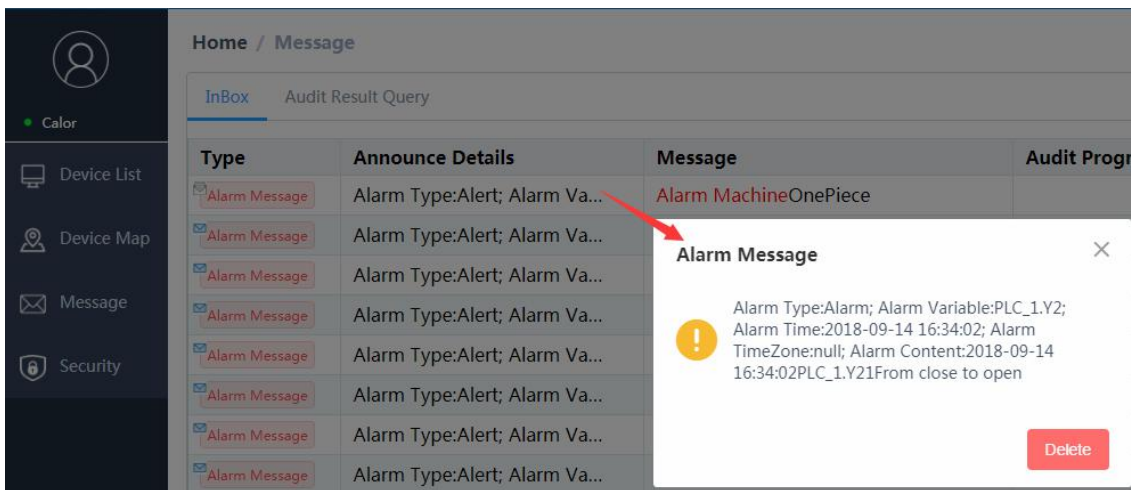 Home / Message
InBox Audit Result Query
Calor
Device List
Device Map
Message
Security
Type Announce Details Message Audit Progr
Alarm Message Alarm Type:Alert; Alarm Va... Alarm MachineOnePiece
Alarm Message Alarm Type:Alert; Alarm Va...
Alarm Message Alarm Type:Alert; Alarm Va...
Alarm Message Alarm Type:Alert; Alarm Va...
Alarm Message Alarm Type:Alert; Alarm Va...
Alarm Message Alarm Type:Alert; Alarm Va...
Alarm Message Alarm Type:Alert; Alarm Va...
Alarm Message Alarm Type:Alert; Alarm Va...
Alarm Message
Alarm Type:Alarm; Alarm Variable:PLC_1.Y2;
Alarm Time:2018-09-14 16:34:02; Alarm
TimeZone:null; Alarm Content:2018-09-14
16:34:02PLC_1.Y21From close to open
Delete